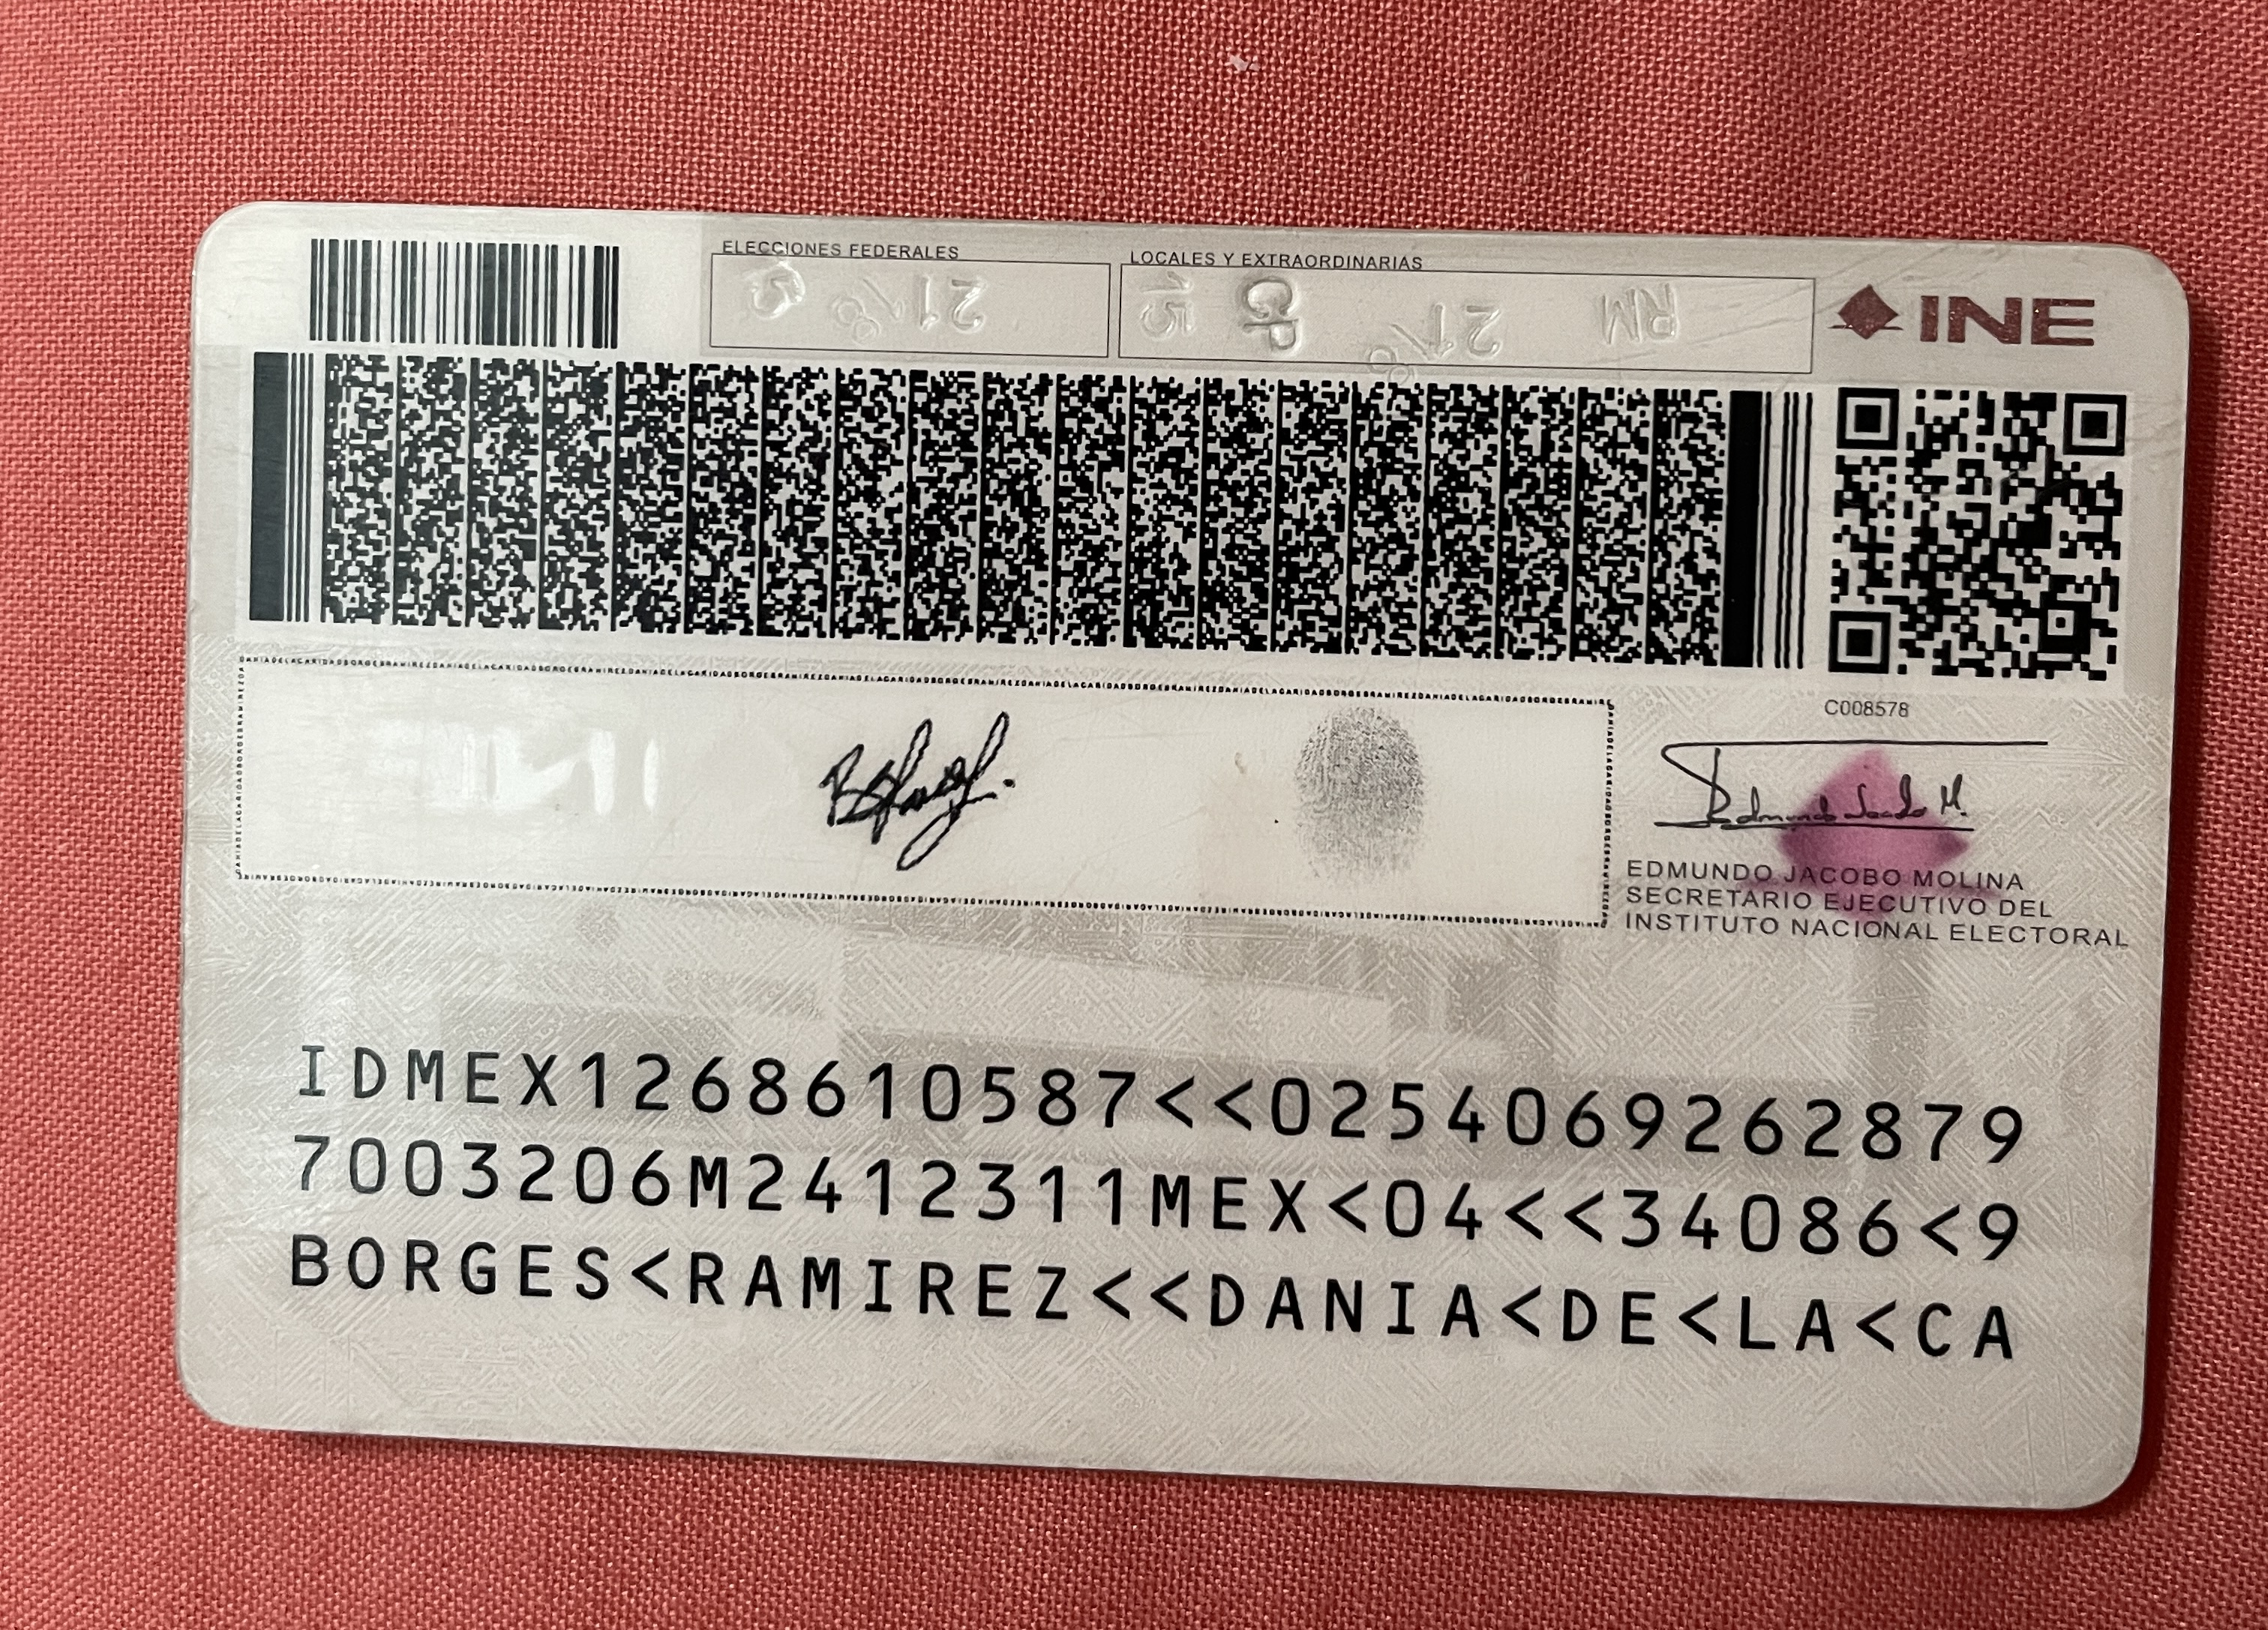 ELECCIONES FEDERALES
LOCALES Y EXTRAORDINARIAS
INE
C008578
EDMUNDO JACOBO MOLINA
SECRETARIO EJECUTIVO DEL
INSTITUTO NACIONAL ELECTORAL
IDMEX1268610587<<0254069262879
7003206M2412311MEX<04<<34086<9
BORGES<RAMIREZ<<DANIA<DE<LA<CA